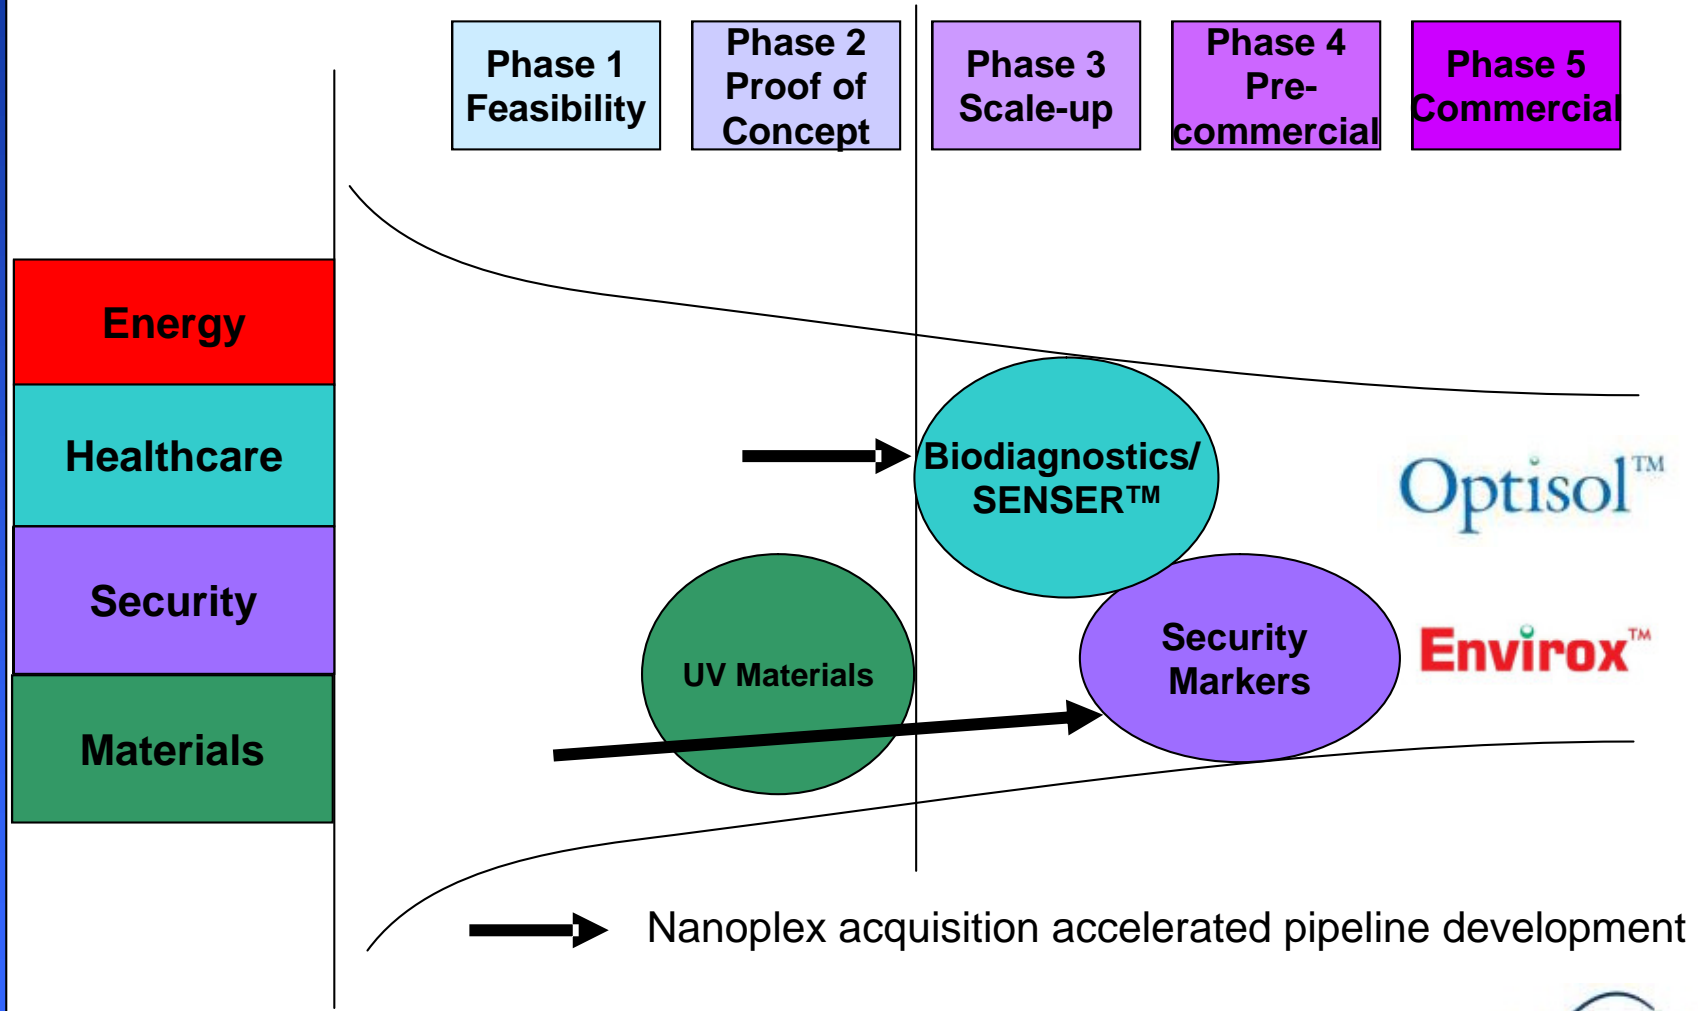 Phase 1
Feasibility
Phase 2
Proof of
Concept
Phase 3
Scale-up
Phase 4
Pre-
commercial
Phase 5
Commercial
Energy
Healthcare
Security
Materials
Biodiagnostics/
SENSER™
UV Materials
Security
Markers
Optisol™
Envirox™
Nanoplex acquisition accelerated pipeline development